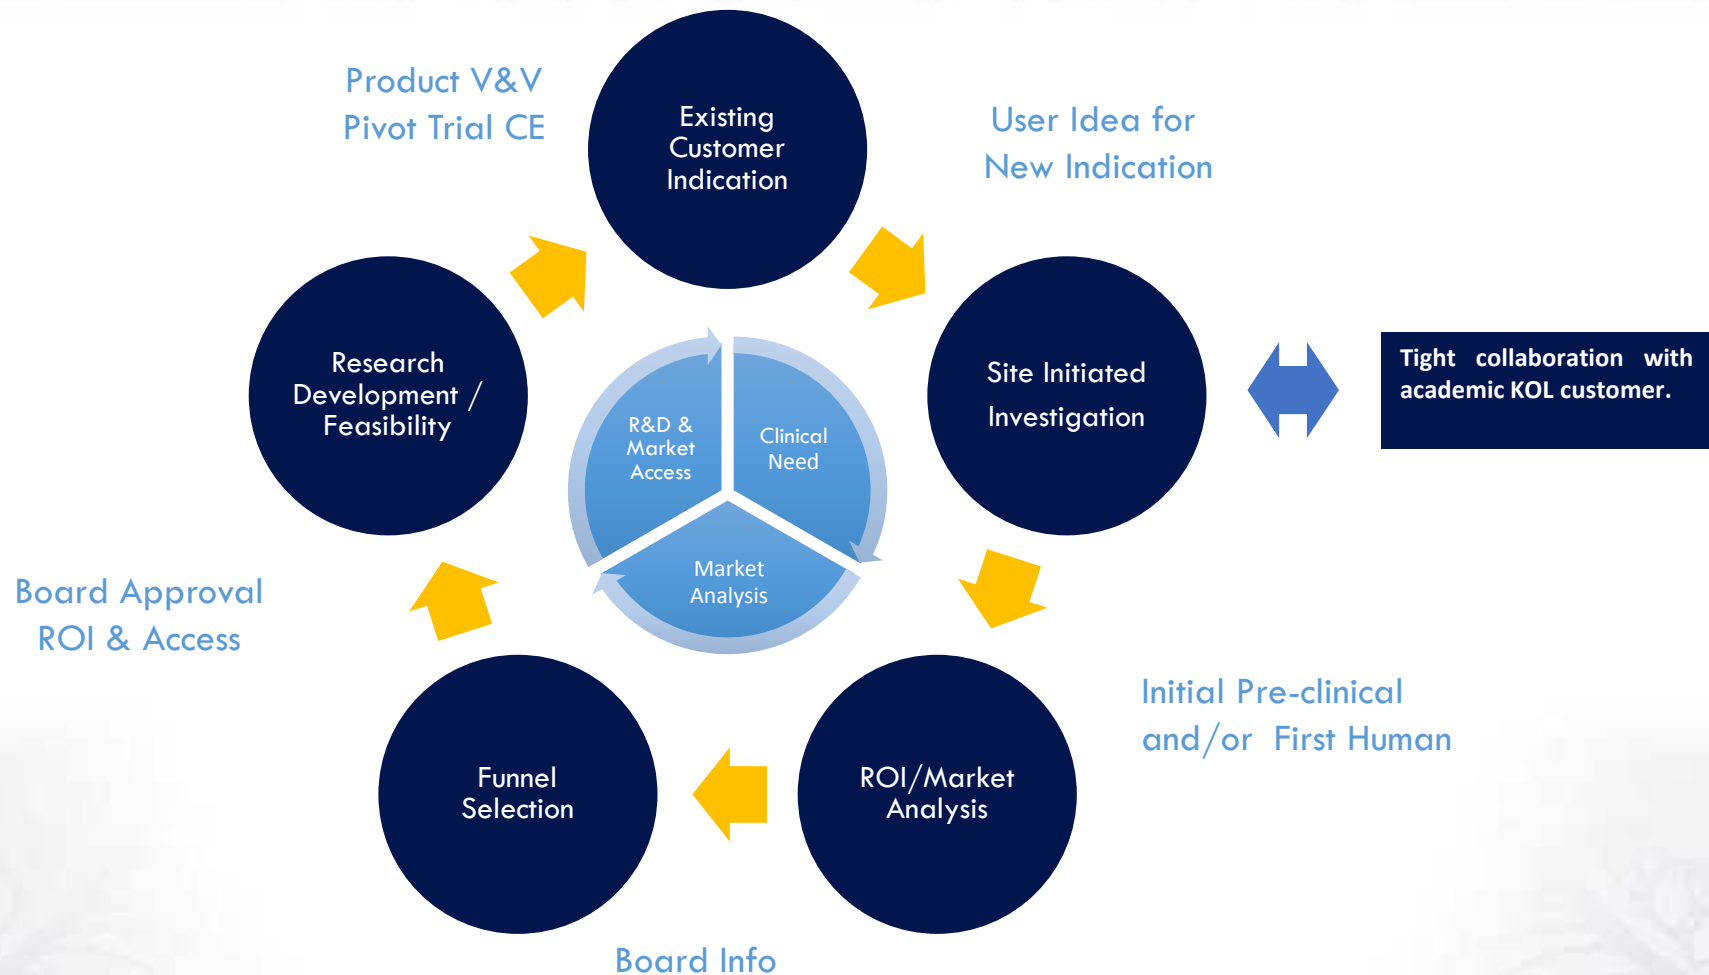 Product V&V
Pivot Trial CE
Existing
Customer
Indication
User Idea for
New Indication
Research
Development /
Feasibility
Site Initiated
Investigation
Tight collaboration with
academic KOL customer.
R&D &
Market
Access
Clinical
Need
Market
Analysis
Board Approval
ROI & Access
Initial Pre-clinical
and/or First Human
Funnel
Selection
ROI/Market
Analysis
Board Info